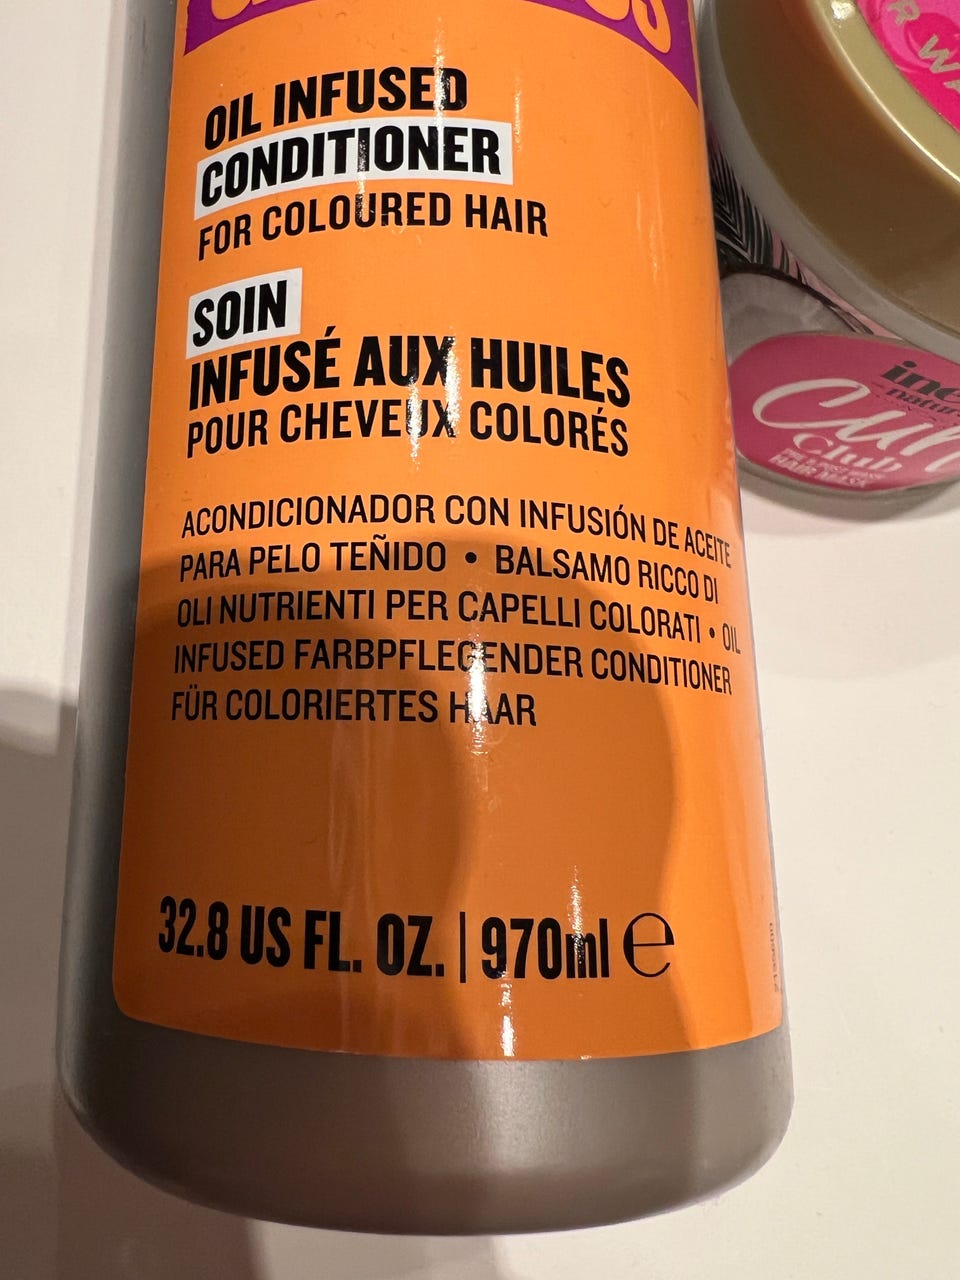 OIL INFUSED
CONDITIONER
FOR COLOURED HAIR
SOIN
INFUSÉ AUX HUILES
POUR CHEVEUX COLORÉS
ACONDICIONADOR CON INFUSIÓN DE ACEITE
PARA PELO TEÑIDO • BALSAMO RICCO DI
OLI NUTRIENTI PER CAPELLI COLORATI • OIL
INFUSED FARBPFLEGENDER CONDITIONER
FÜR COLORIERTES HAAR
32.8 US FL. OZ. | 970ml ℮
Club
HAIR MASK